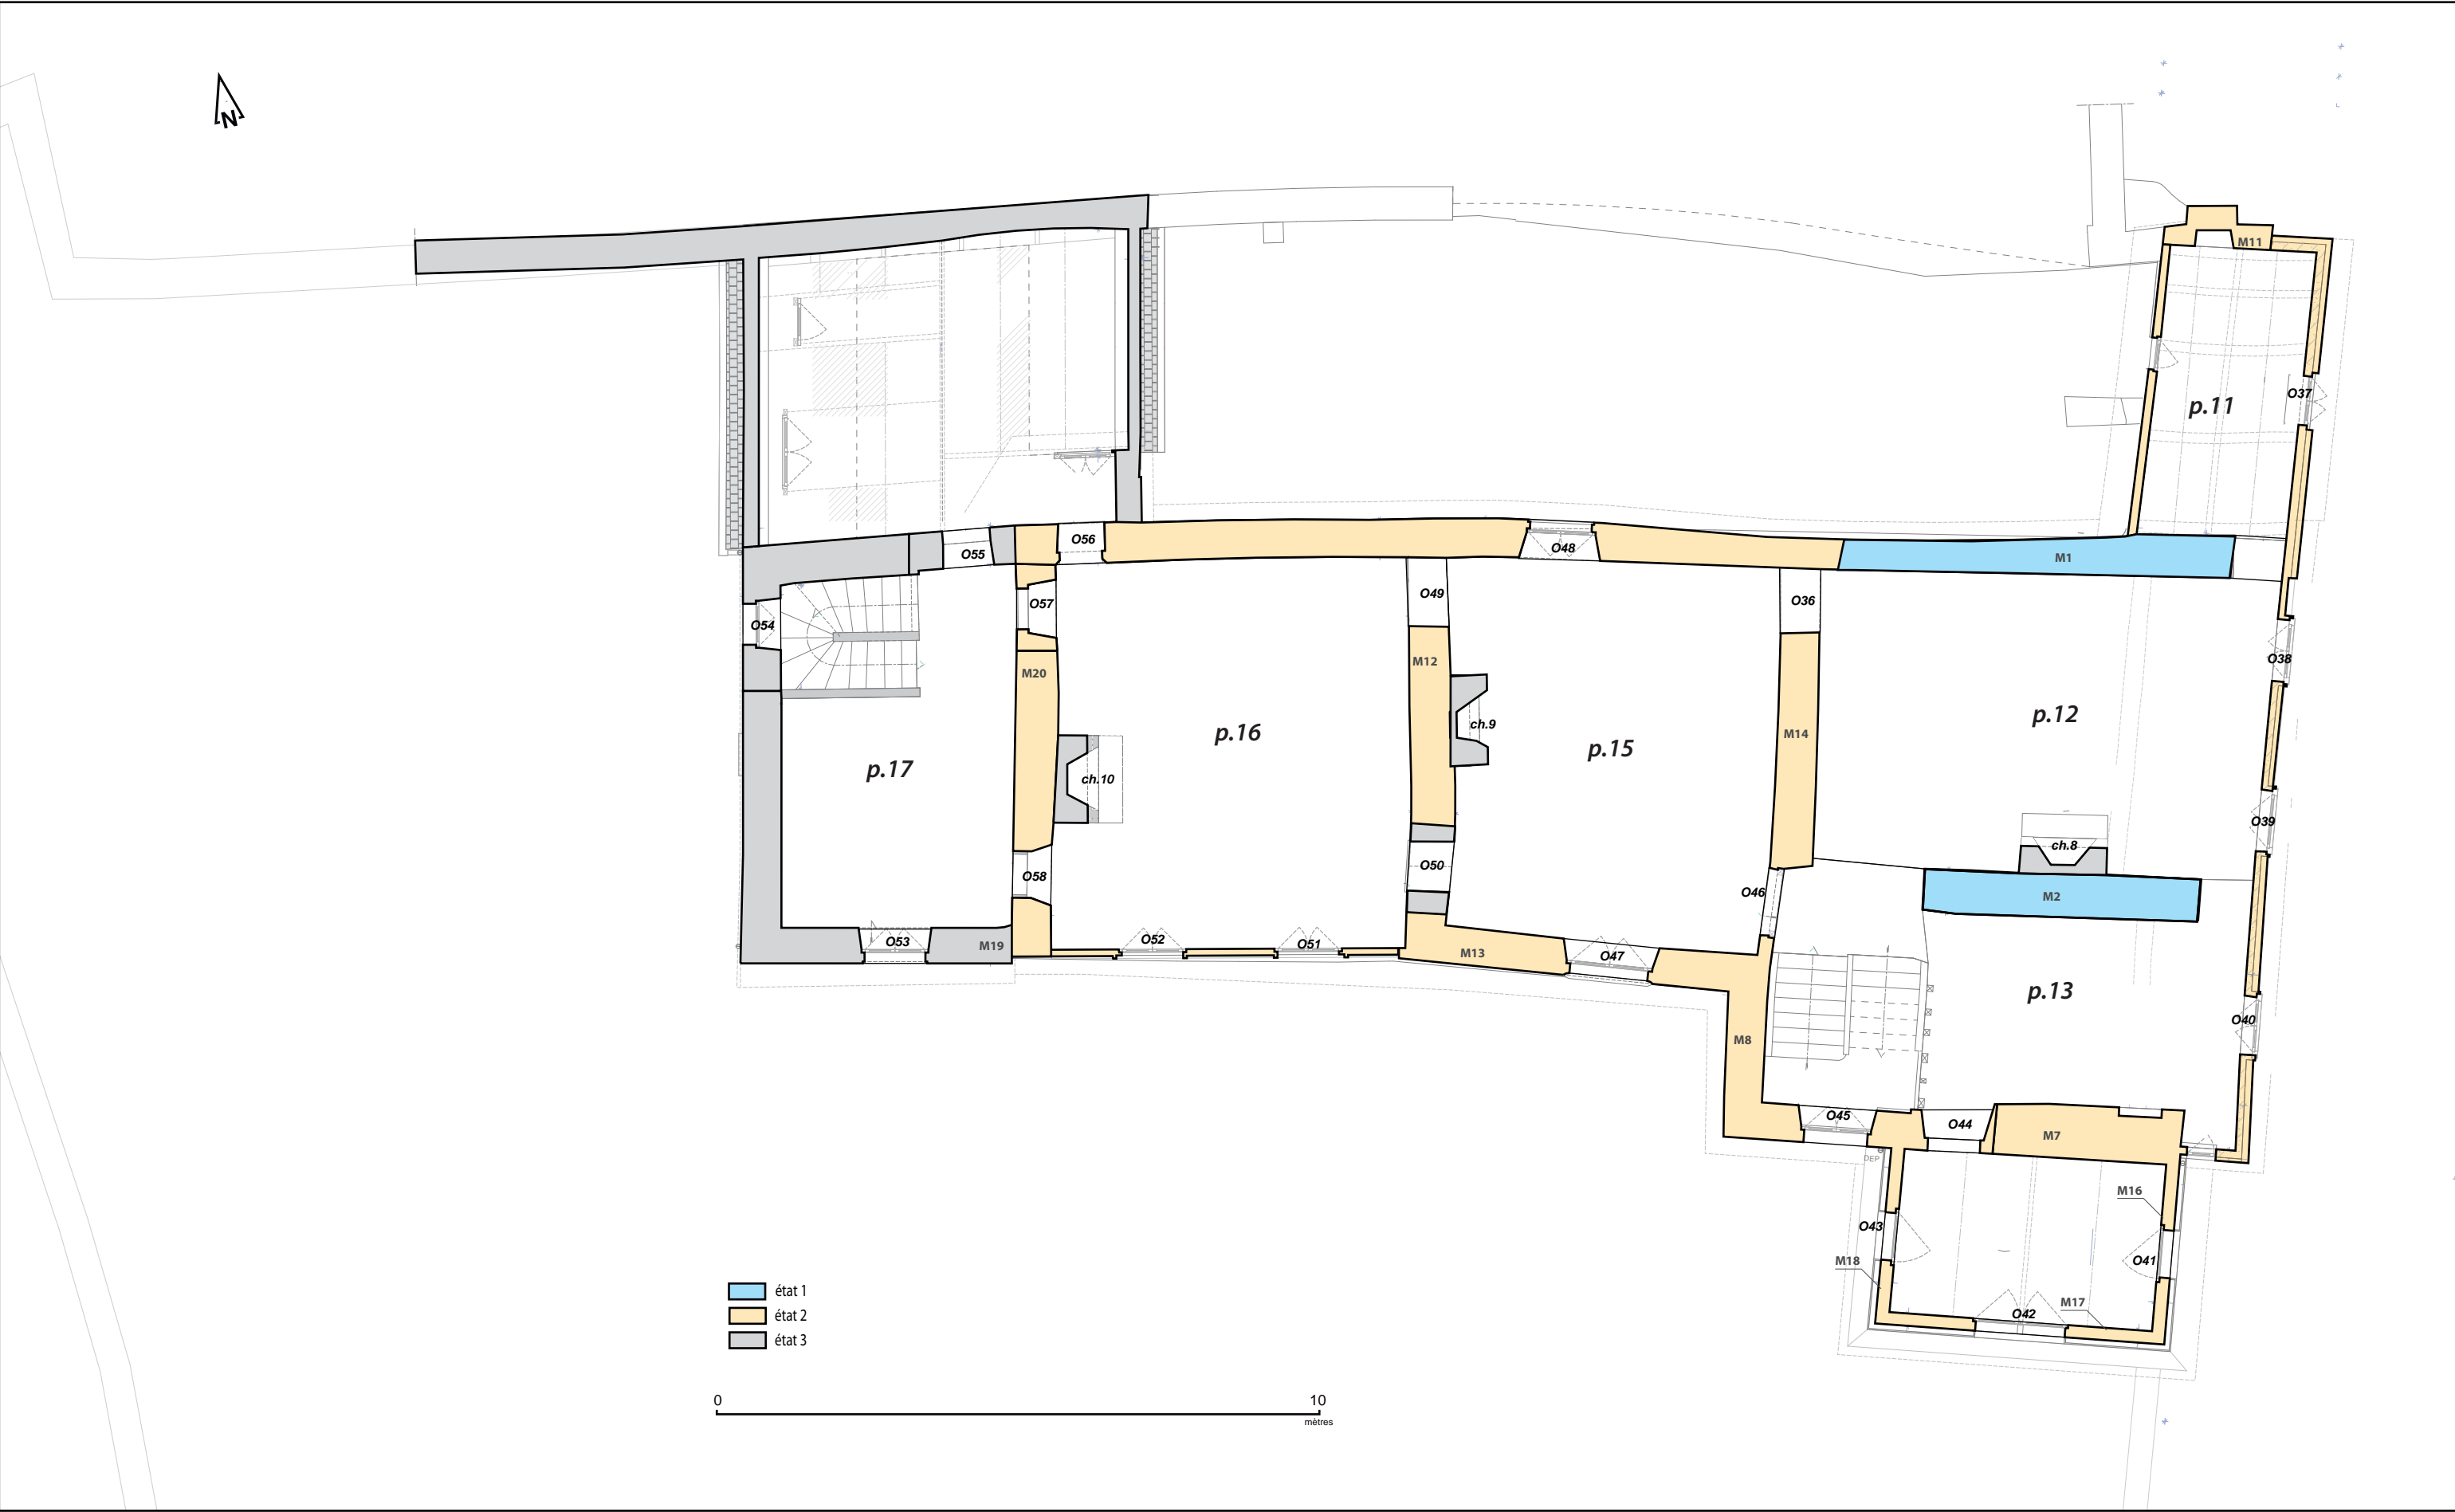 N
M11
O37
p.11
O56
O55
O48
M1
O57
O49
O36
O54
O38
M20
M12
M14
p.12
p.16
ch.9
p.15
p.17
ch.10
O39
ch.8
O58
O50
O46
M2
O53
M19
O52
O51
M13
O47
p.13
O40
M8
O45
O44
M7
DEP
M16
O43
M18
O41
M17
O42
état 1
état 2
état 3
0
10
mètres